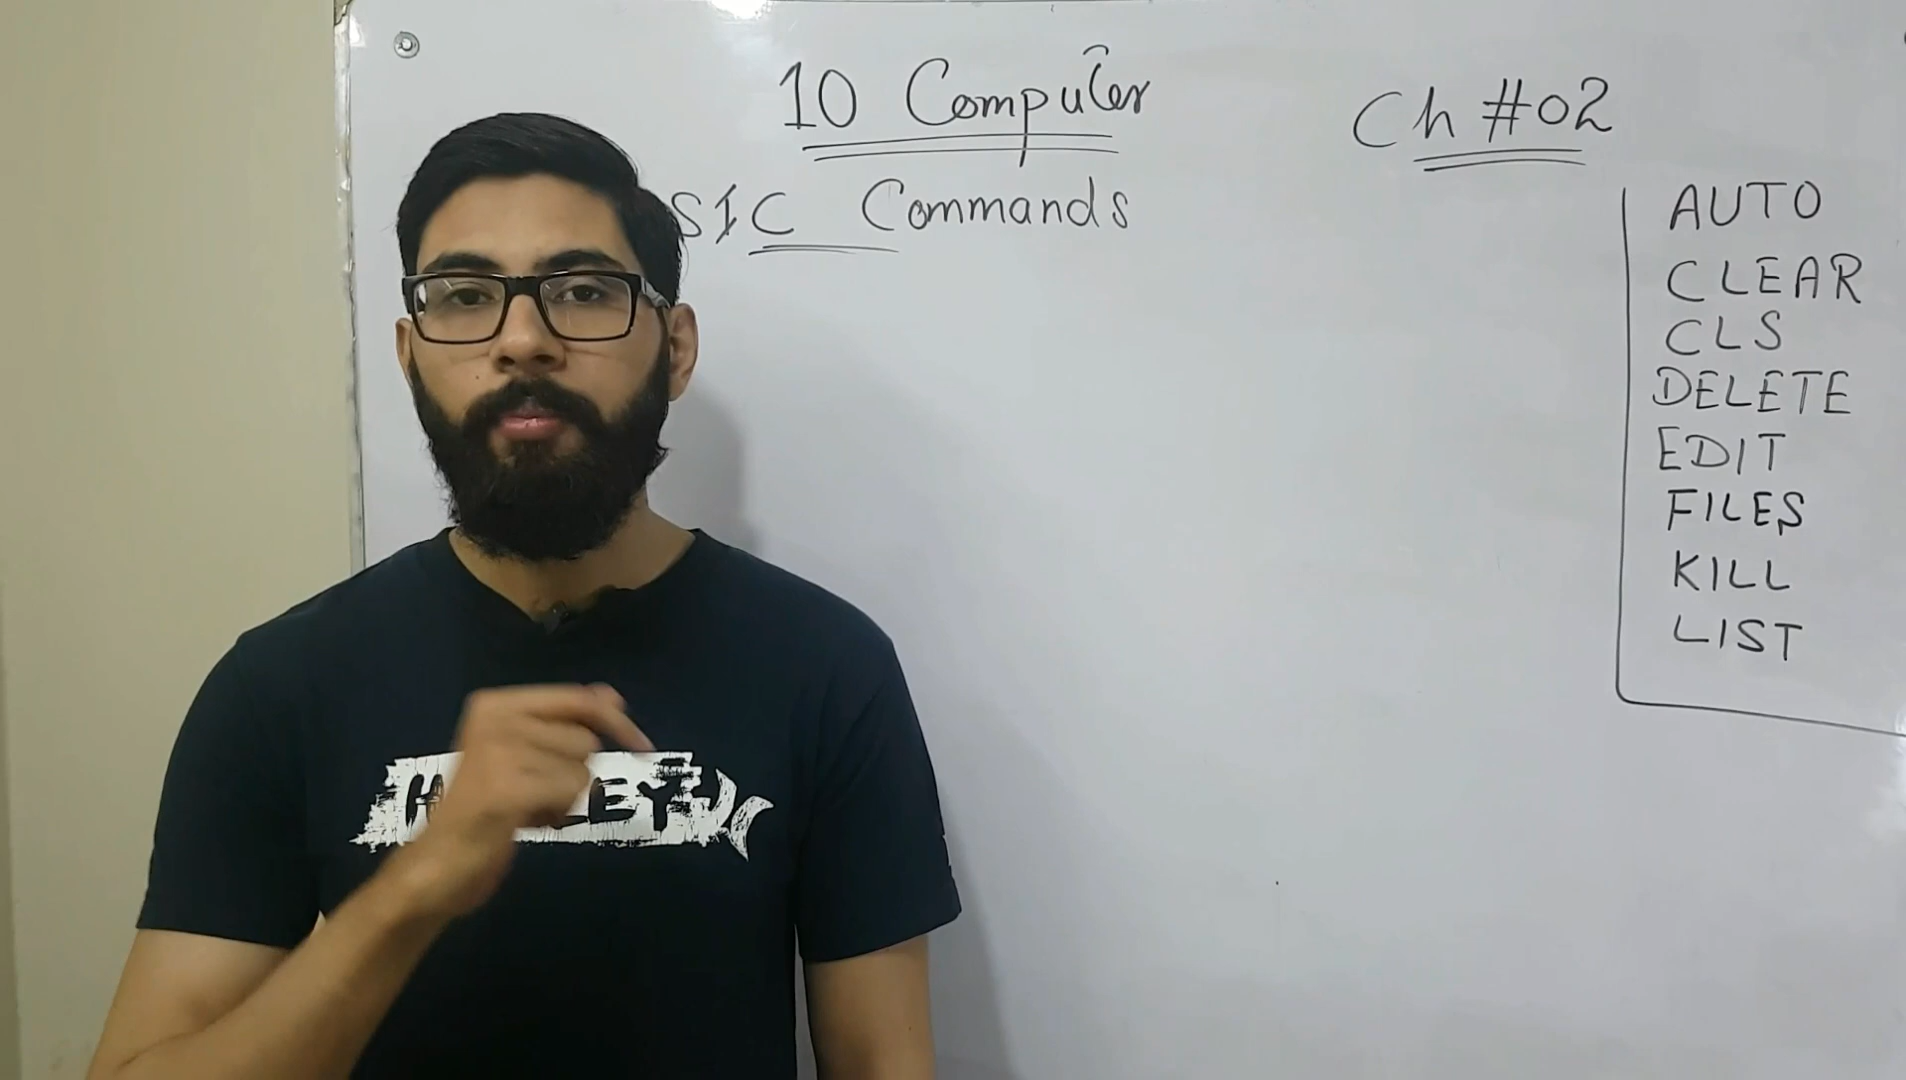 10 Computer
Ch #02
SIC Commands
AUTO
CLEAR
CLS
DELETE
EDIT
FILES
KILL
LIST